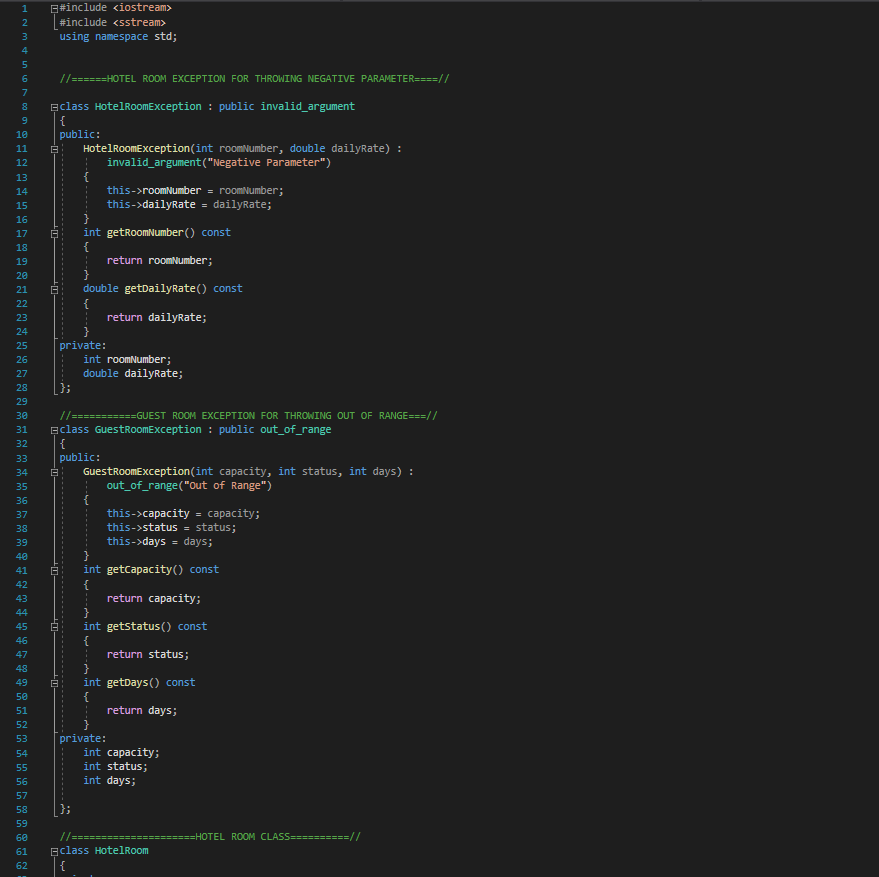 1 #include <iostream>
2 #include <sstream>
3 using namespace std;
4
5
6 //======HOTEL ROOM EXCEPTION FOR THROWING NEGATIVE PARAMETER====//
7
8 class HotelRoomException : public invalid_argument
9 {
10 public:
11 HotelRoomException(int roomNumber, double dailyRate) :
12 invalid_argument("Negative Parameter")
13 {
14 this->roomNumber = roomNumber;
15 this->dailyRate = dailyRate;
16 }
17 int getRoomNumber() const
18 {
19 return roomNumber;
20 }
21 double getDailyRate() const
22 {
23 return dailyRate;
24 }
25 private:
26 int roomNumber;
27 double dailyRate;
28 };
29
30 //===========GUEST ROOM EXCEPTION FOR THROWING OUT OF RANGE===//
31 class GuestRoomException : public out_of_range
32 {
33 public:
34 GuestRoomException(int capacity, int status, int days) :
35 out_of_range("Out of Range")
36 {
37 this->capacity = capacity;
38 this->status = status;
39 this->days = days;
40 }
41 int getCapacity() const
42 {
43 return capacity;
44 }
45 int getStatus() const
46 {
47 return status;
48 }
49 int getDays() const
50 {
51 return days;
52 }
53 private:
54 int capacity;
55 int status;
56 int days;
57
58 };
59
60 //=====================HOTEL ROOM CLASS==========//
61 class HotelRoom
62 {